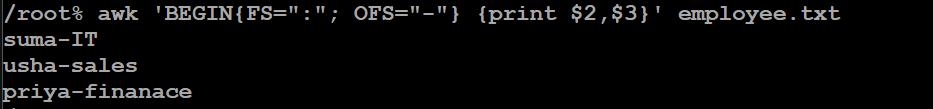 /root% awk 'BEGIN{FS=":"; OFS="-"} {print $2,$3}' employee.txt
suma-IT
usha-sales
priya-finanace